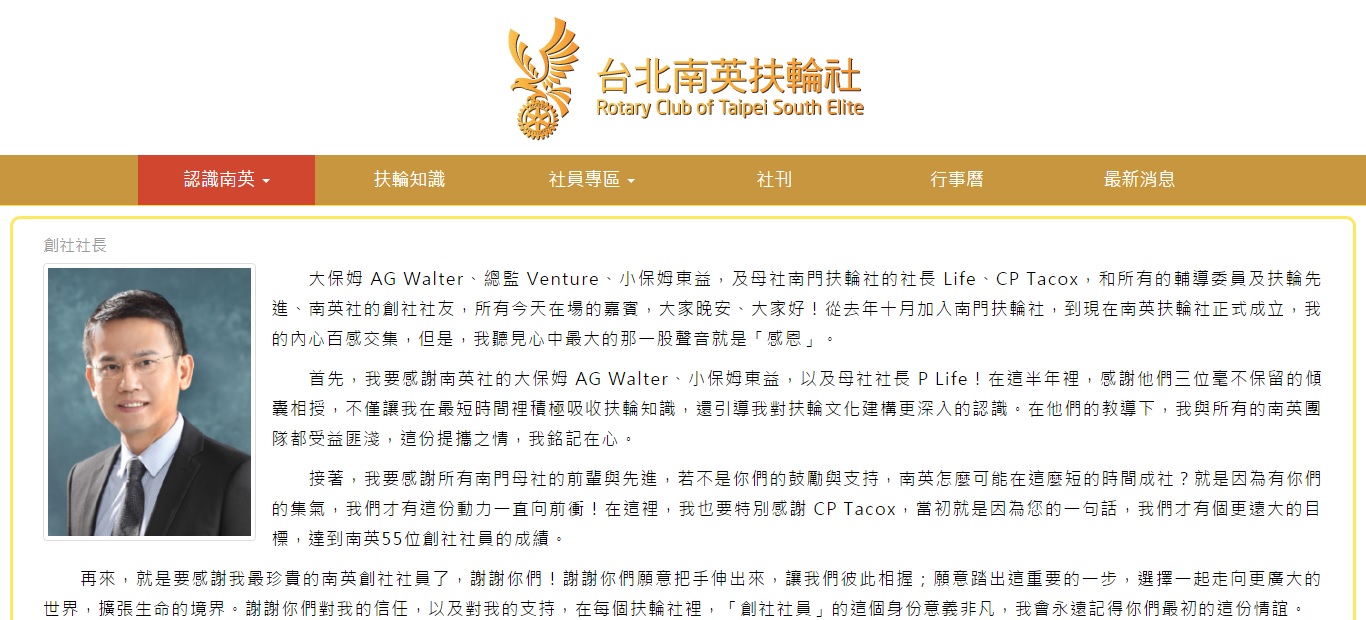 台北南英扶輪社
Rotary Club of Taipei South Elite
認識南英
扶輪知識
社員專區
社刊
行事曆
最新消息
創社社長
大保姆 AG Walter、總監 Venture、小保姆東益，及母社南門扶輪社的社長 Life、CP Tacox，和所有的輔導委員及扶輪先
進、南英社的創社社友，所有今天在場的嘉賓，大家晚安、大家好！從去年十月加入南門扶輪社，到現在南英扶輪社正式成立，我
的內心百感交集，但是，我聽見心中最大的那一股聲音就是「感恩」。
首先，我要感謝南英社的大保姆 AG Walter、小保姆東益，以及母社社長 P Life！在這半年裡，感謝他們三位毫不保留的傾
囊相授，不僅讓我在最短時間裡積極吸收扶輪知識，還引導我對扶輪文化建構更深入的認識。在他們的教導下，我與所有的南英團
隊都受益匪淺，這份提攜之情，我銘記在心。
接著，我要感謝所有南門母社的前輩與先進，若不是你們的鼓勵與支持，南英怎麼可能在這麼短的時間成社？就是因為有你們
的集氣，我們才有這份動力一直向前衝！在這裡，我也要特別感謝 CP Tacox，當初就是因為您的一句話，我們才有個更遠大的目
標，達到南英55位創社社員的成績。
再來，就是要感謝我最珍貴的南英創社社員了，謝謝你們！謝謝你們願意把手伸出來，讓我們彼此相握；願意踏出這重要的一步，選擇一起走向更廣大的
世界，擴張生命的境界。謝謝你們對我的信任，以及對我的支持，在每個扶輪社裡，「創社社員」的這個身份意義非凡，我會永遠記得你們最初的這份情誼。